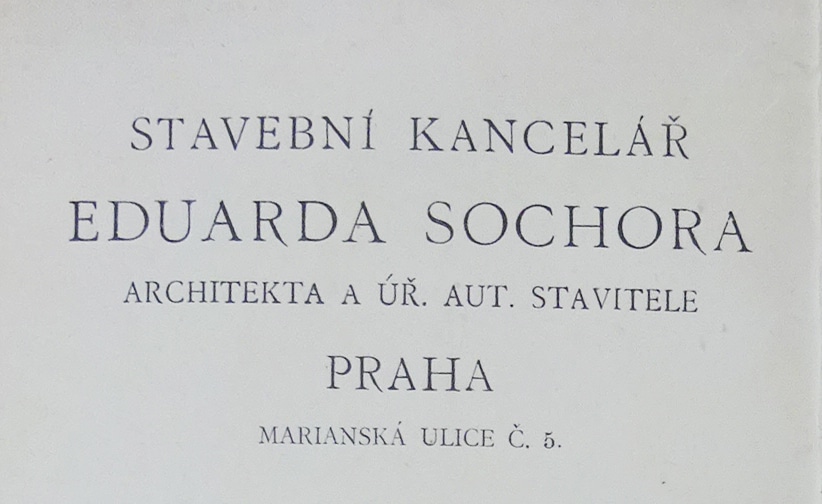 STAVEBNÍ KANCELÁŘ
EDUARDA SOCHORA
ARCHITEKTA A ÚŘ. AUT. STAVITELE
PRAHA
MARIANSKÁ ULICE Č. 5.